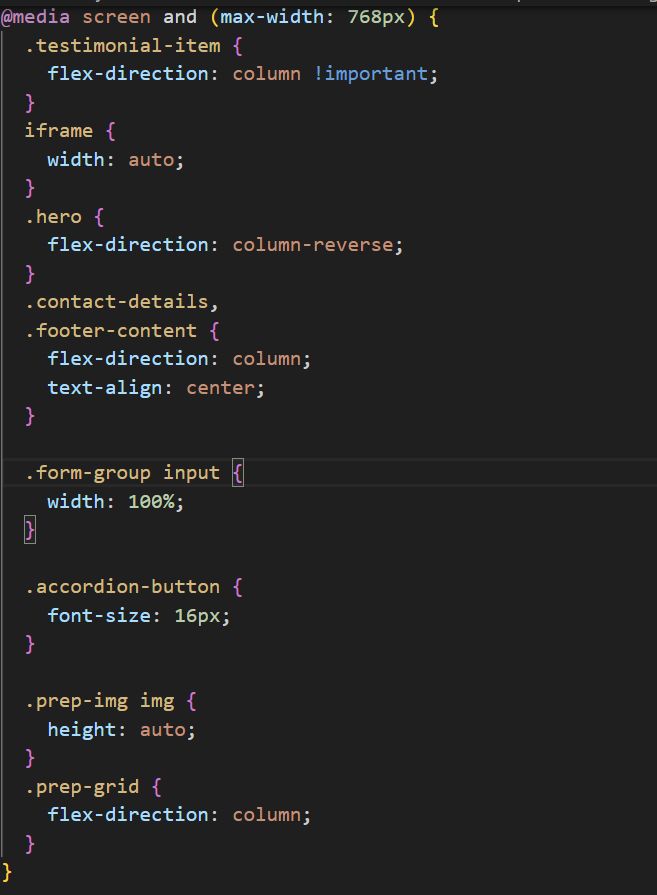 @media screen and (max-width: 768px) {
  .testimonial-item {
    flex-direction: column !important;
  }
  iframe {
    width: auto;
  }
  .hero {
    flex-direction: column-reverse;
  }
  .contact-details,
  .footer-content {
    flex-direction: column;
    text-align: center;
  }

  .form-group input {
    width: 100%;
  }

  .accordion-button {
    font-size: 16px;
  }

  .prep-img img {
    height: auto;
  }
  .prep-grid {
    flex-direction: column;
  }
}